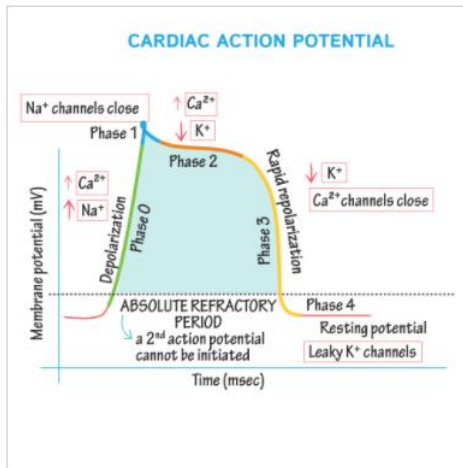 CARDIAC ACTION POTENTIAL
Na⁺ channels close
↑ Ca²⁺
↓ K⁺
Phase 1
Phase 2
↑ Ca²⁺
↑ Na⁺
Depolarization
Phase 0
Rapid repolarization
Phase 3
↓ K⁺
Ca²⁺ channels close
Membrane potential (mV)
ABSOLUTE REFRACTORY
PERIOD
a 2ⁿᵈ action potential
cannot be initiated
Phase 4
Resting potential
Leaky K⁺ channels
Time (msec)